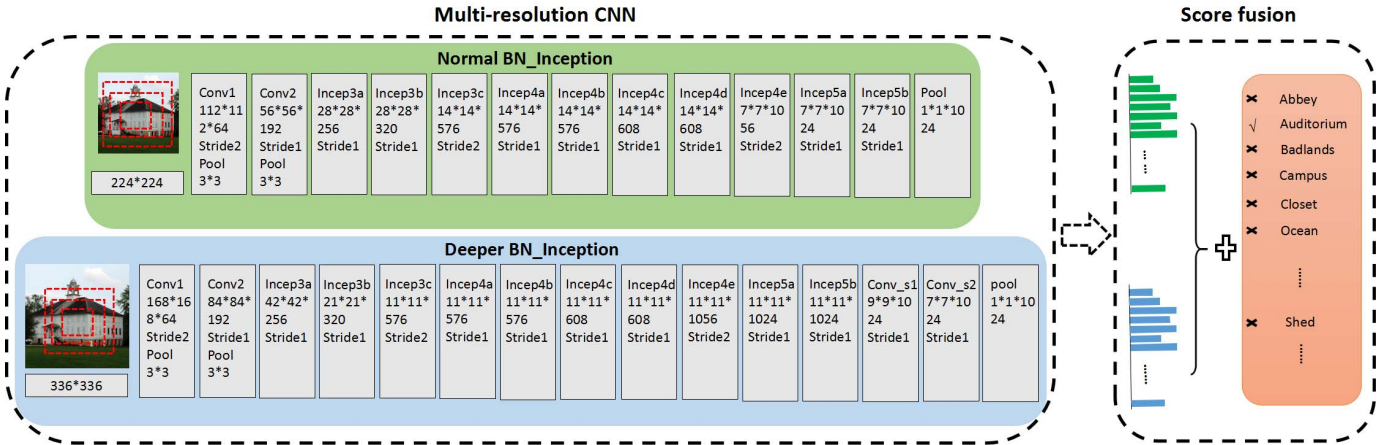 Multi-resolution CNN
Score fusion
Normal BN_Inception
224*224
Conv1
112*11
2*64
Stride2
Pool
3*3
Conv2
56*56*
192
Stride1
Pool
3*3
Incep3a
28*28*
256
Stride1
Incep3b
28*28*
320
Stride1
Incep3c
14*14*
576
Stride2
Incep4a
14*14*
576
Stride1
Incep4b
14*14*
576
Stride1
Incep4c
14*14*
608
Stride1
Incep4d
14*14*
608
Stride1
Incep4e
7*7*10
56
Stride2
Incep5a
7*7*10
24
Stride1
Incep5b
7*7*10
24
Stride1
Pool
1*1*10
24
Deeper BN_Inception
336*336
Conv1
168*16
8*64
Stride2
Pool
3*3
Conv2
84*84*
192
Stride1
Pool
3*3
Incep3a
42*42*
256
Stride1
Incep3b
21*21*
320
Stride1
Incep3c
11*11*
576
Stride2
Incep4a
11*11*
576
Stride1
Incep4b
11*11*
576
Stride1
Incep4c
11*11*
608
Stride1
Incep4d
11*11*
608
Stride1
Incep4e
11*11*
1056
Stride2
Incep5a
11*11*
1024
Stride1
Incep5b
11*11*
1024
Stride1
Conv_s1
9*9*10
24
Stride1
Conv_s2
7*7*10
24
Stride1
pool
1*1*10
24
Abbey
√ Auditorium
Badlands
Campus
Closet
Ocean
Shed